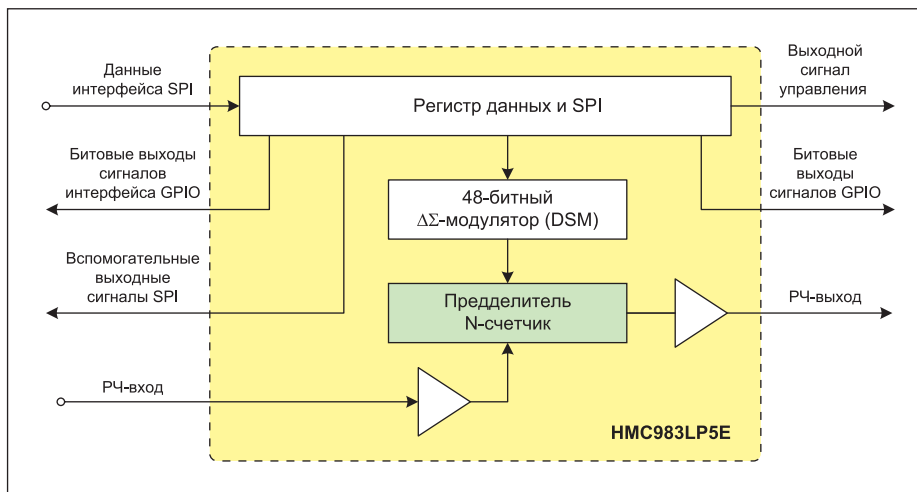 Данные
интерфейса SPI
Выходной
сигнал
управления
Регистр данных и SPI
Битовые выходы
сигналов
интерфейса GPIO
Битовые
выходы
сигналов GPIO
48-битный
ΔΣ-модулятор (DSM)
Вспомогательные
выходные
сигналы SPI
Предделитель
N-счетчик
РЧ-выход
РЧ-вход
HMC983LP5E